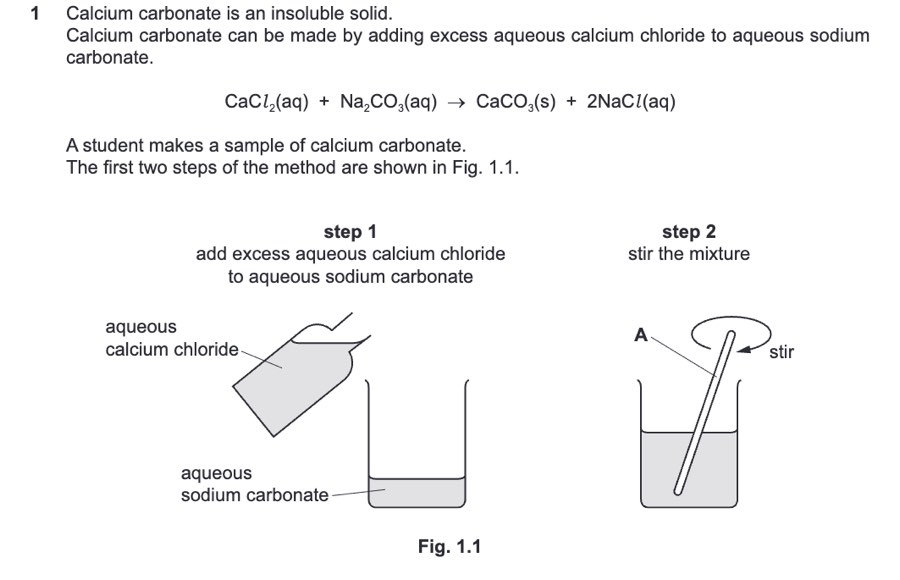 1 Calcium carbonate is an insoluble solid.
Calcium carbonate can be made by adding excess aqueous calcium chloride to aqueous sodium
carbonate.
CaCl₂(aq) + Na₂CO₃(aq) → CaCO₃(s) + 2NaCl(aq)
A student makes a sample of calcium carbonate.
The first two steps of the method are shown in Fig. 1.1.
step 1
add excess aqueous calcium chloride
to aqueous sodium carbonate
aqueous
calcium chloride
aqueous
sodium carbonate
step 2
stir the mixture
A
stir
Fig. 1.1